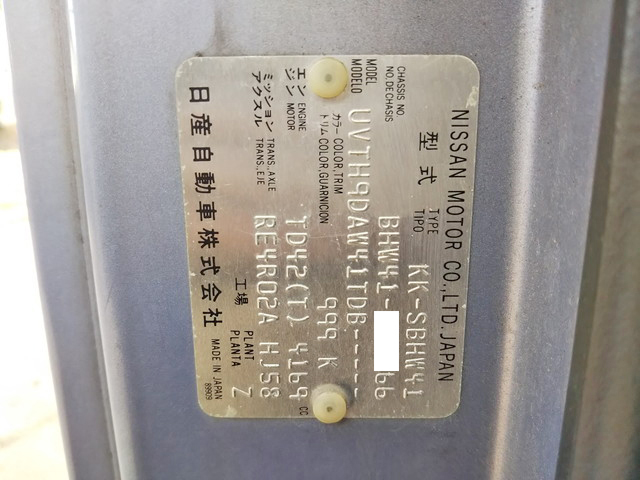 NISSAN MOTOR CO.,LTD. JAPAN
型式 TYPE TIPO KK-SBHW41
CHASSIS NO. NO.DE CHASIS BHW41- 66
MODEL MODELO UVTH9DAW41TDB-----
カラー COLOR,TRIM トリム COLOR,GUARNICION 999 K
エンジン ENGINE MOTOR TD42(T) 4169 CC
ミッション TRANS.,AXLE アクスル TRANS.,EJE RE4R02A HJ58
工場 PLANT PLANTA Z
日産自動車株式会社 MADE IN JAPAN 89909